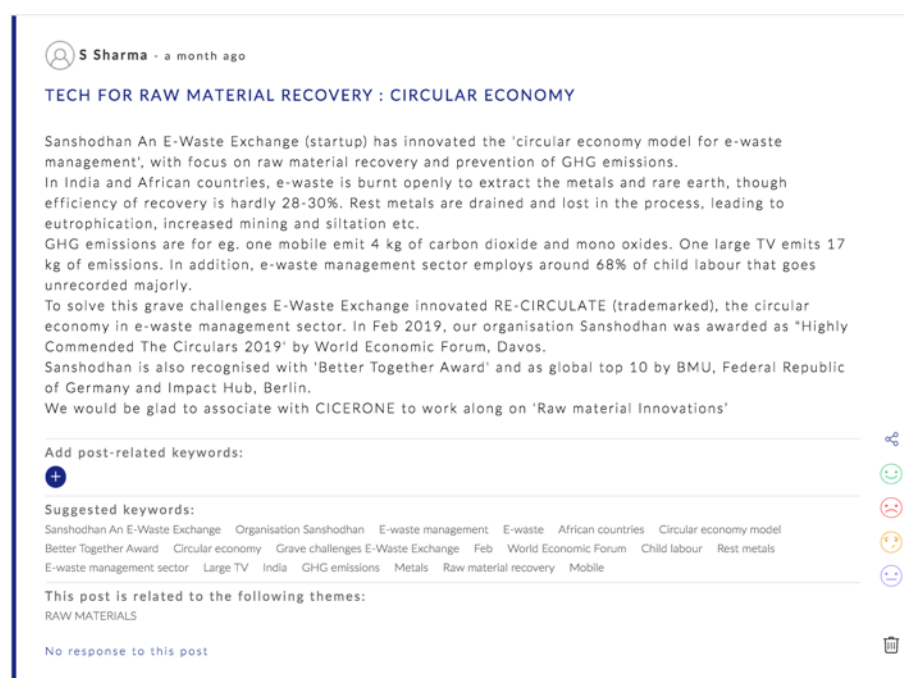 S Sharma - a month ago
TECH FOR RAW MATERIAL RECOVERY : CIRCULAR ECONOMY
Sanshodhan An E-Waste Exchange (startup) has innovated the 'circular economy model for e-waste
management', with focus on raw material recovery and prevention of GHG emissions.
In India and African countries, e-waste is burnt openly to extract the metals and rare earth, though
efficiency of recovery is hardly 28-30%. Rest metals are drained and lost in the process, leading to
eutrophication, increased mining and siltation etc.
GHG emissions are for eg. one mobile emit 4 kg of carbon dioxide and mono oxides. One large TV emits 17
kg of emissions. In addition, e-waste management sector employs around 68% of child labour that goes
unrecorded majorly.
To solve this grave challenges E-Waste Exchange innovated RE-CIRCULATE (trademarked), the circular
economy in e-waste management sector. In Feb 2019, our organisation Sanshodhan was awarded as "Highly
Commended The Circulars 2019' by World Economic Forum, Davos.
Sanshodhan is also recognised with 'Better Together Award' and as global top 10 by BMU, Federal Republic
of Germany and Impact Hub, Berlin.
We would be glad to associate with CICERONE to work along on 'Raw material Innovations'
Add post-related keywords:
Suggested keywords:
Sanshodhan An E-Waste Exchange Organisation Sanshodhan E-waste management E-waste African countries Circular economy model
Better Together Award Circular economy Grave challenges E-Waste Exchange Feb World Economic Forum Child labour Rest metals
E-waste management sector Large TV India GHG emissions Metals Raw material recovery Mobile
This post is related to the following themes:
RAW MATERIALS
No response to this post